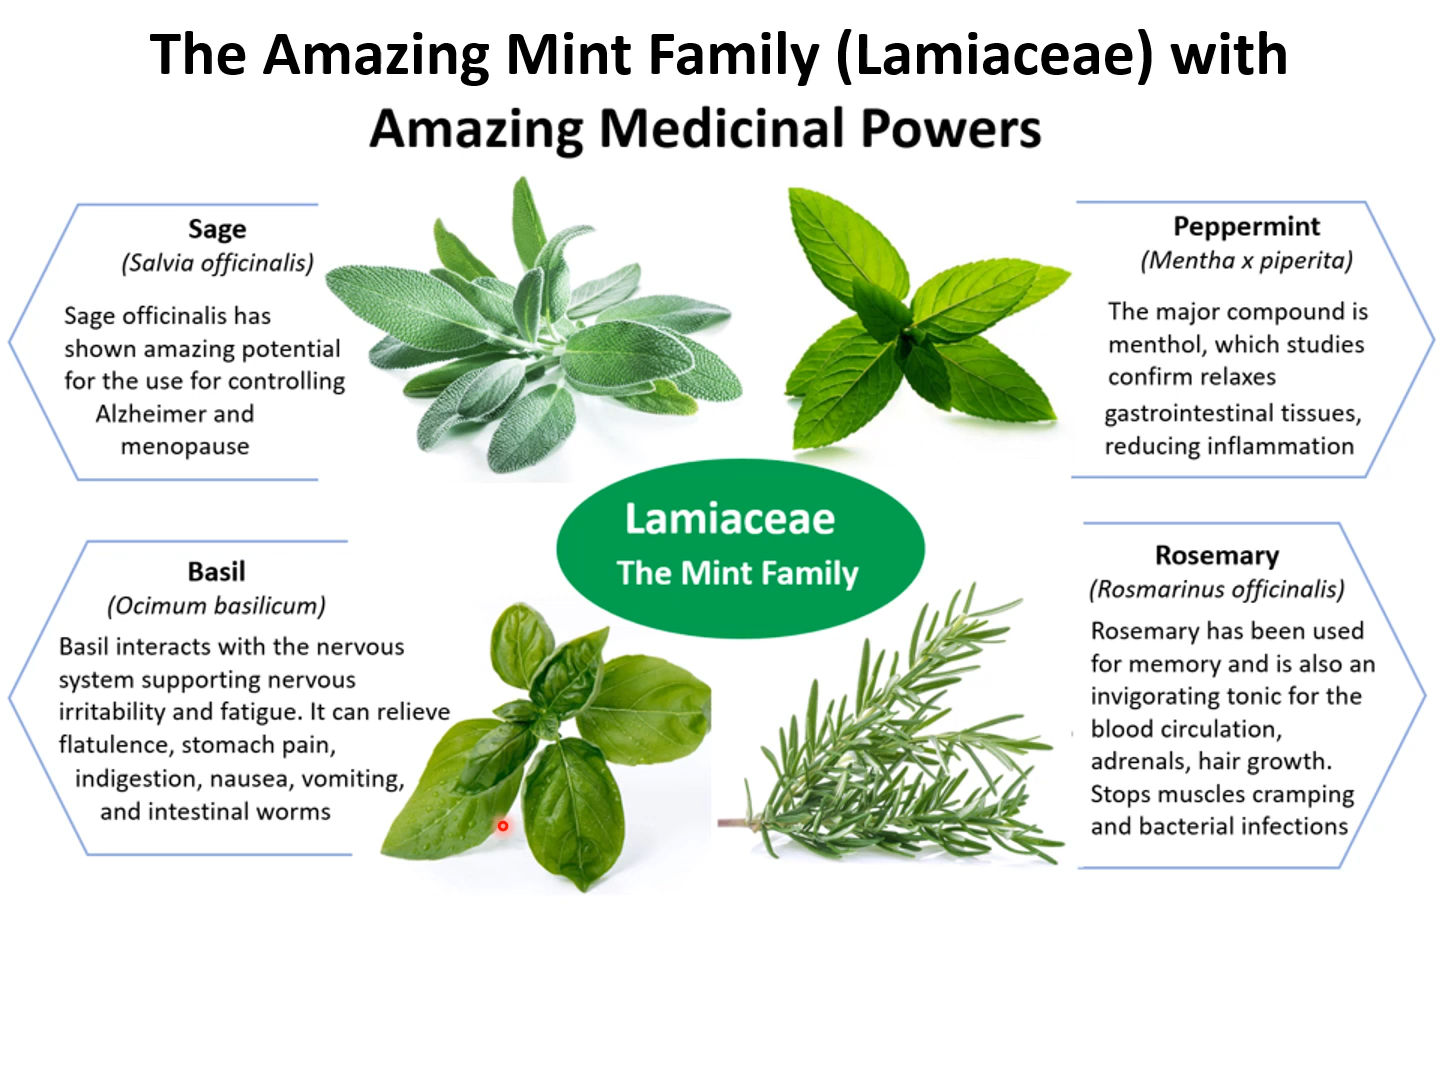 The Amazing Mint Family (Lamiaceae) with
Amazing Medicinal Powers
Sage
(Salvia officinalis)
Sage officinalis has
shown amazing potential
for the use for controlling
Alzheimer and
menopause
Peppermint
(Mentha x piperita)
The major compound is
menthol, which studies
confirm relaxes
gastrointestinal tissues,
reducing inflammation
Lamiaceae
The Mint Family
Basil
(Ocimum basilicum)
Basil interacts with the nervous
system supporting nervous
irritability and fatigue. It can relieve
flatulence, stomach pain,
indigestion, nausea, vomiting,
and intestinal worms
Rosemary
(Rosmarinus officinalis)
Rosemary has been used
for memory and is also an
invigorating tonic for the
blood circulation,
adrenals, hair growth.
Stops muscles cramping
and bacterial infections